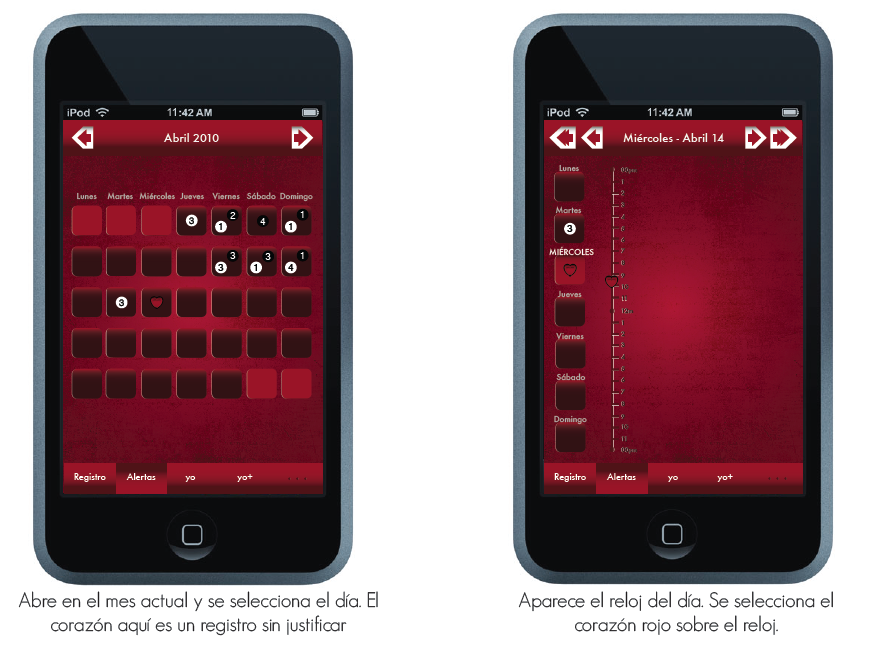 iPod 11:42 AM
Abril 2010
Lunes Martes Miércoles Jueves Viernes Sábado Domingo
3 1 2 4 1 1
3 3 1 3 4 1
3
Registro Alertas yo yo+ ...
Abre en el mes actual y se selecciona el día. El
corazón aquí es un registro sin justificar
iPod 11:42 AM
Miércoles - Abril 14
Lunes
Martes
3
MIÉRCOLES
Jueves
Viernes
Sábado
Domingo
1
2
3
4
5
6
7
8
9
10
11
1
2
3
4
5
6
7
8
9
10
11
Registro Alertas yo yo+ ...
Aparece el reloj del día. Se selecciona el
corazón rojo sobre el reloj.